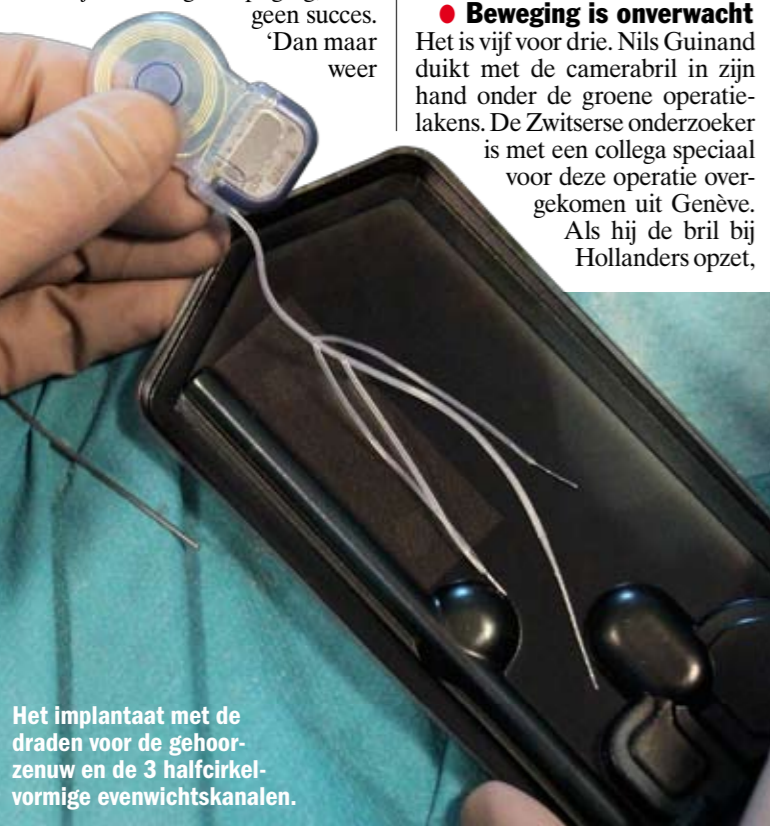 geen succes.
‘Dan maar
weer
● Beweging is onverwacht
Het is vijf voor drie. Nils Guinand
duikt met de camerabril in zijn
hand onder de groene operatie-
lakens. De Zwitserse onderzoeker
is met een collega speciaal
voor deze operatie over-
gekomen uit Genève.
Als hij de bril bij
Hollanders opzet,
Het implantaat met de
draden voor de gehoor-
zenuw en de 3 halfcirkel-
vormige evenwichtskanalen.